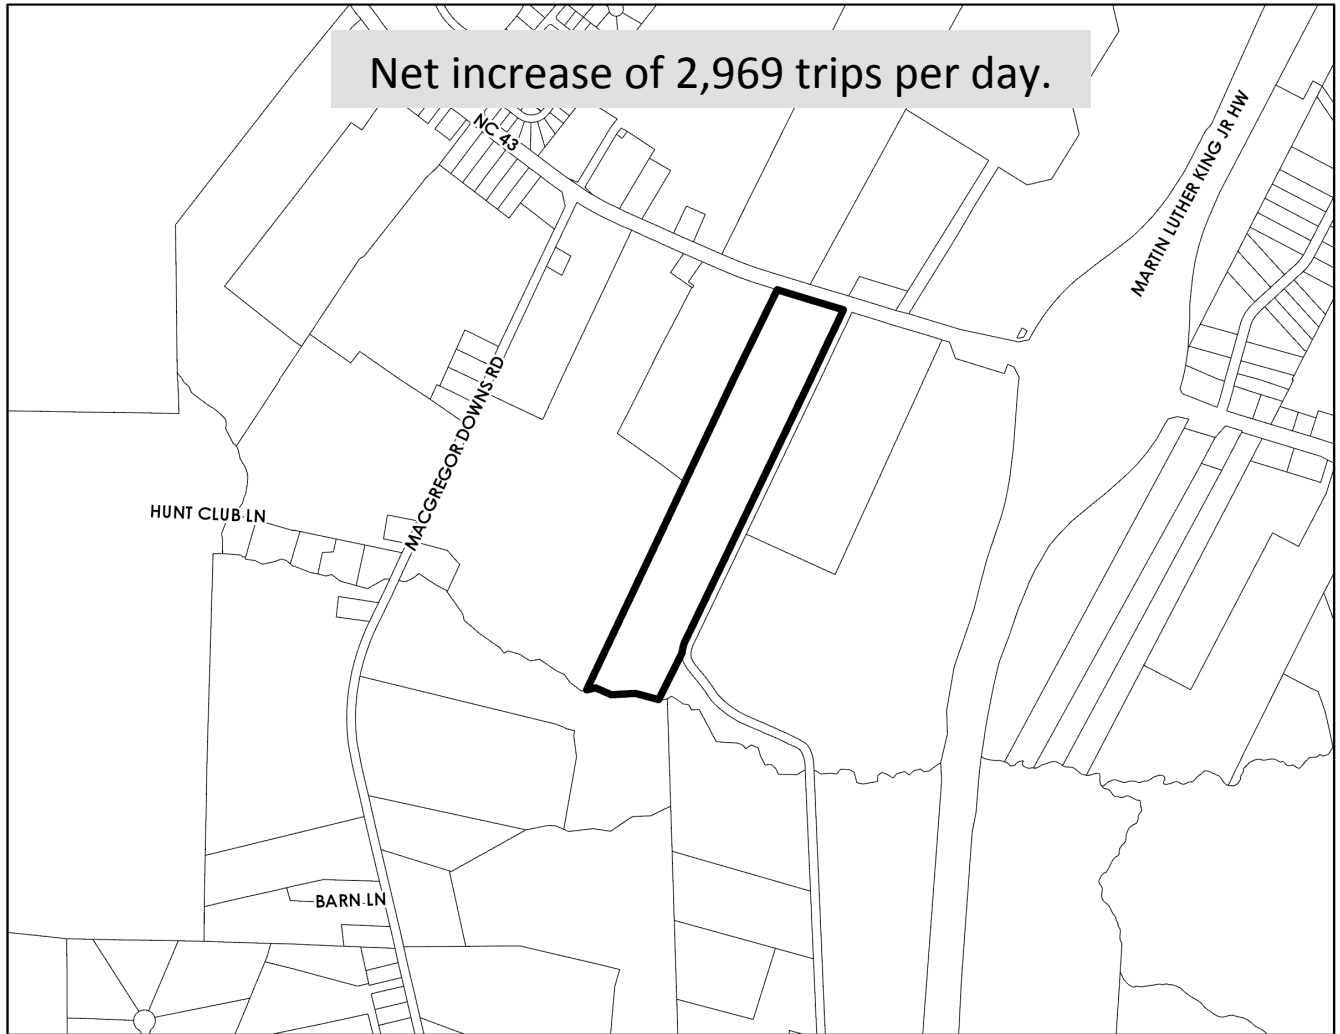 Net increase of 2,969 trips per day.
NC 43
MARTIN LUTHER KING JR HW
MACGREGOR DOWNS RD
HUNT CLUB LN
BARN LN